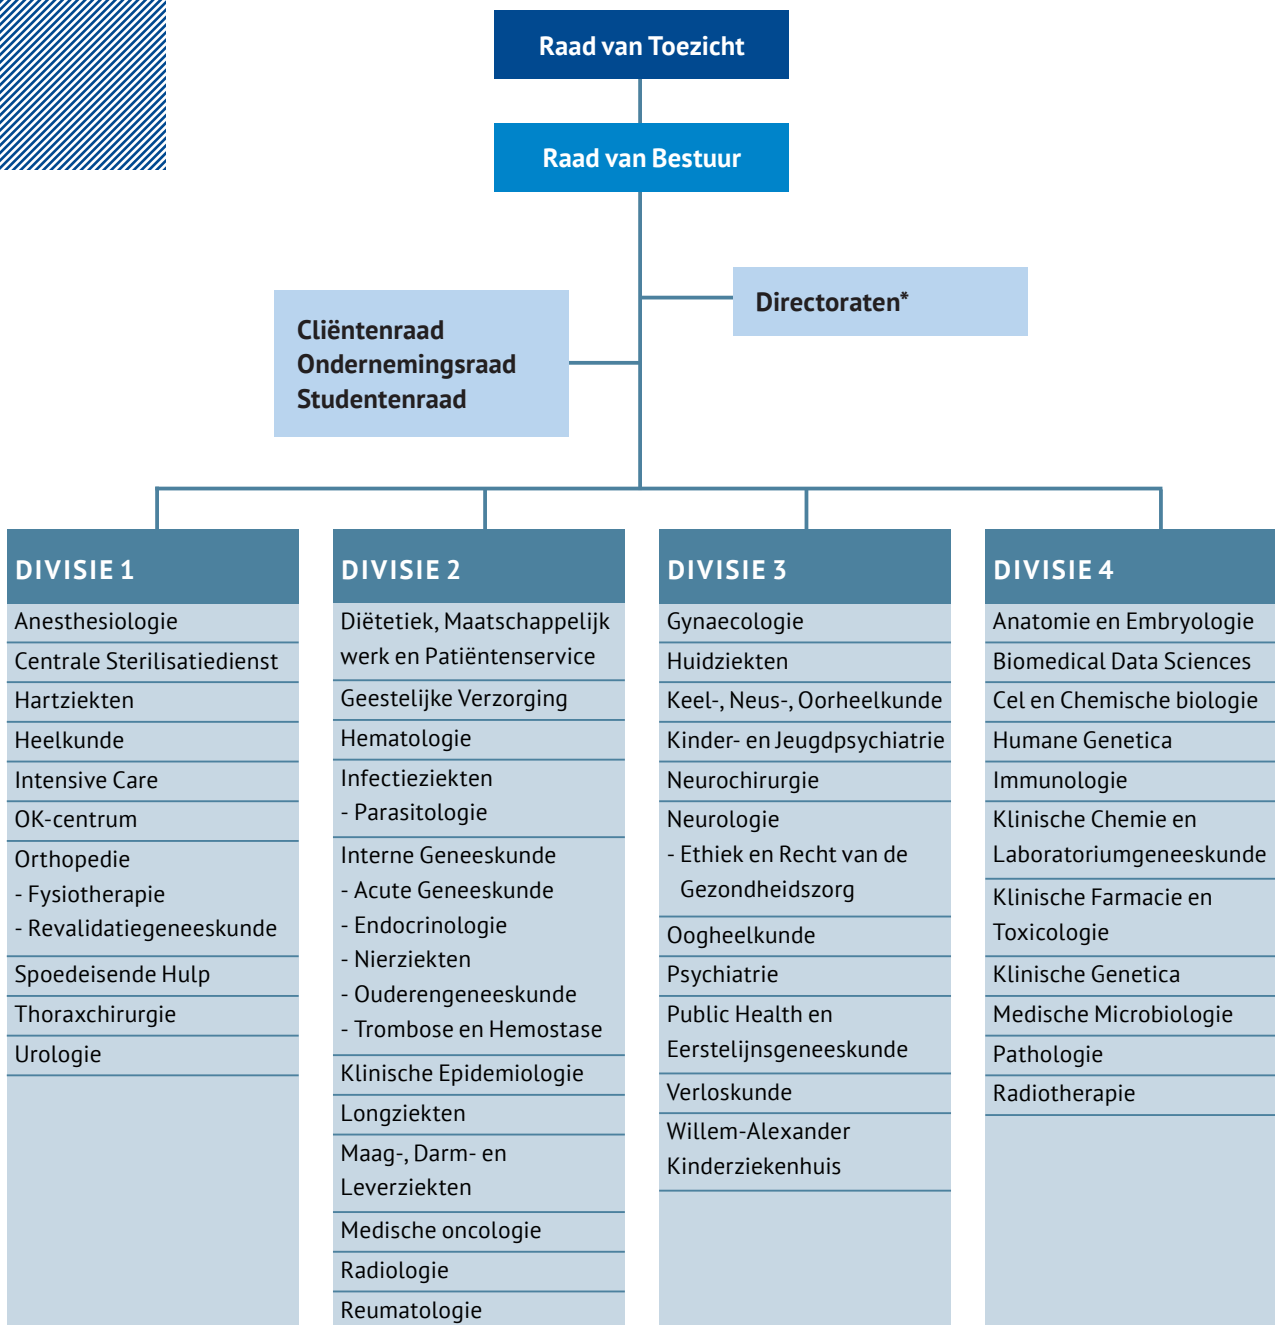 Raad van Toezicht
Raad van Bestuur
Directoraten*
Cliëntenraad
Ondernemingsraad
Studentenraad
DIVISIE 1
Anesthesiologie
Centrale Sterilisatiedienst
Hartziekten
Heelkunde
Intensive Care
OK-centrum
Orthopedie
- Fysiotherapie
- Revalidatiegeneeskunde
Spoedeisende Hulp
Thoraxchirurgie
Urologie
DIVISIE 2
Diëtetiek, Maatschappelijk
werk en Patiëntenservice
Geestelijke Verzorging
Hematologie
Infectieziekten
- Parasitologie
Interne Geneeskunde
- Acute Geneeskunde
- Endocrinologie
- Nierziekten
- Ouderengeneeskunde
- Trombose en Hemostase
Klinische Epidemiologie
Longziekten
Maag-, Darm- en
Leverziekten
Medische oncologie
Radiologie
Reumatologie
DIVISIE 3
Gynaecologie
Huidziekten
Keel-, Neus-, Oorheelkunde
Kinder- en Jeugdpsychiatrie
Neurochirurgie
Neurologie
- Ethiek en Recht van de
Gezondheidszorg
Oogheelkunde
Psychiatrie
Public Health en
Eerstelijnsgeneeskunde
Verloskunde
Willem-Alexander
Kinderziekenhuis
DIVISIE 4
Anatomie en Embryologie
Biomedical Data Sciences
Cel en Chemische biologie
Humane Genetica
Immunologie
Klinische Chemie en
Laboratoriumgeneeskunde
Klinische Farmacie en
Toxicologie
Klinische Genetica
Medische Microbiologie
Pathologie
Radiotherapie